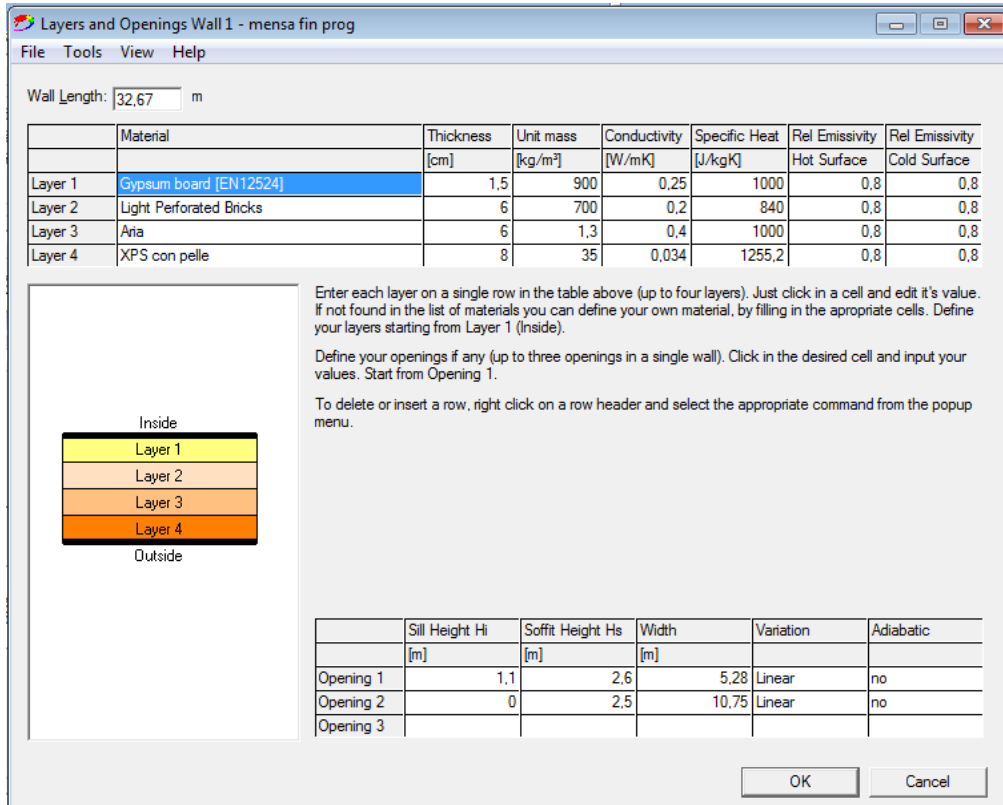 Layers and Openings Wall 1 - mensa fin prog
File Tools View Help
Wall Length: 32,67 m
Material Thickness Unit mass Conductivity Specific Heat Rel Emissivity Rel Emissivity
[cm] [kg/m³] [W/mK] [J/kgK] Hot Surface Cold Surface
Layer 1 Gypsum board [EN12524] 1,5 900 0,25 1000 0,8 0,8
Layer 2 Light Perforated Bricks 6 700 0,2 840 0,8 0,8
Layer 3 Aria 6 1,3 0,4 1000 0,8 0,8
Layer 4 XPS con pelle 8 35 0,034 1255,2 0,8 0,8
Enter each layer on a single row in the table above (up to four layers). Just click in a cell and edit it's value.
If not found in the list of materials you can define your own material, by filling in the apropriate cells. Define
your layers starting from Layer 1 (Inside).
Define your openings if any (up to three openings in a single wall). Click in the desired cell and input your
values. Start from Opening 1.
To delete or insert a row, right click on a row header and select the appropriate command from the popup
menu.
Inside
Layer 1
Layer 2
Layer 3
Layer 4
Outside
Sill Height Hi Soffit Height Hs Width Variation Adiabatic
[m] [m] [m]
Opening 1 1,1 2,6 5,28 Linear no
Opening 2 0 2,5 10,75 Linear no
Opening 3
OK Cancel